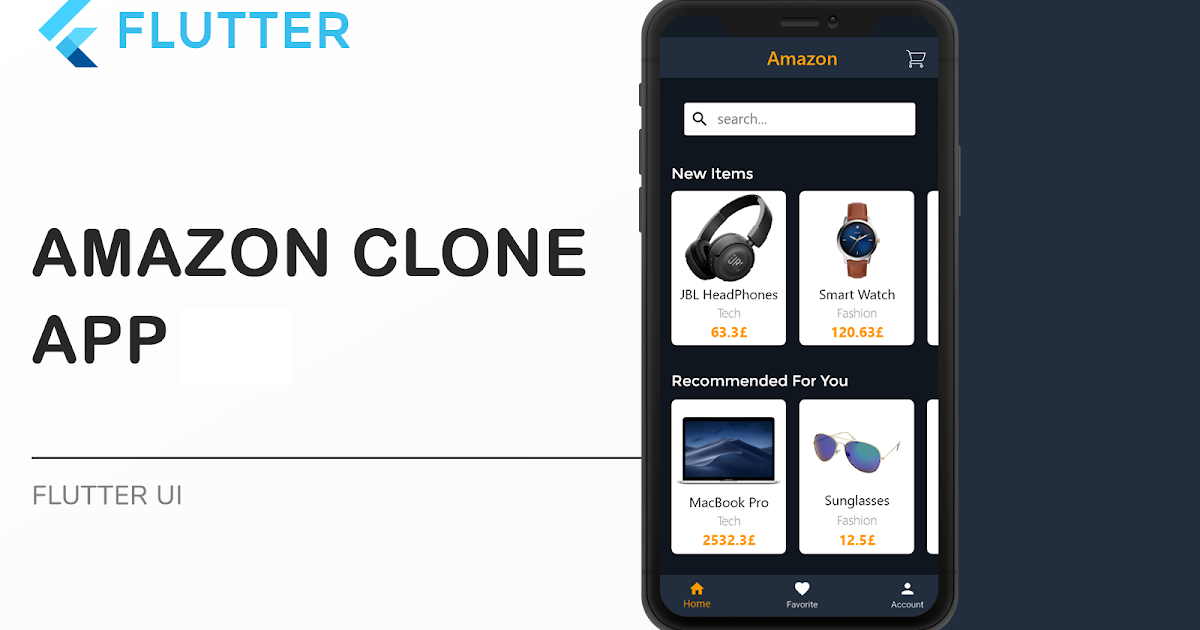 FLUTTER
AMAZON CLONE
APP
FLUTTER UI
Amazon
search...
New Items
JBL
JBL HeadPhones
Tech
63.3£
Smart Watch
Fashion
120.63£
Recommended For You
MacBook Pro
Tech
2532.3£
Sunglasses
Fashion
12.5£
Home
Favorite
Account